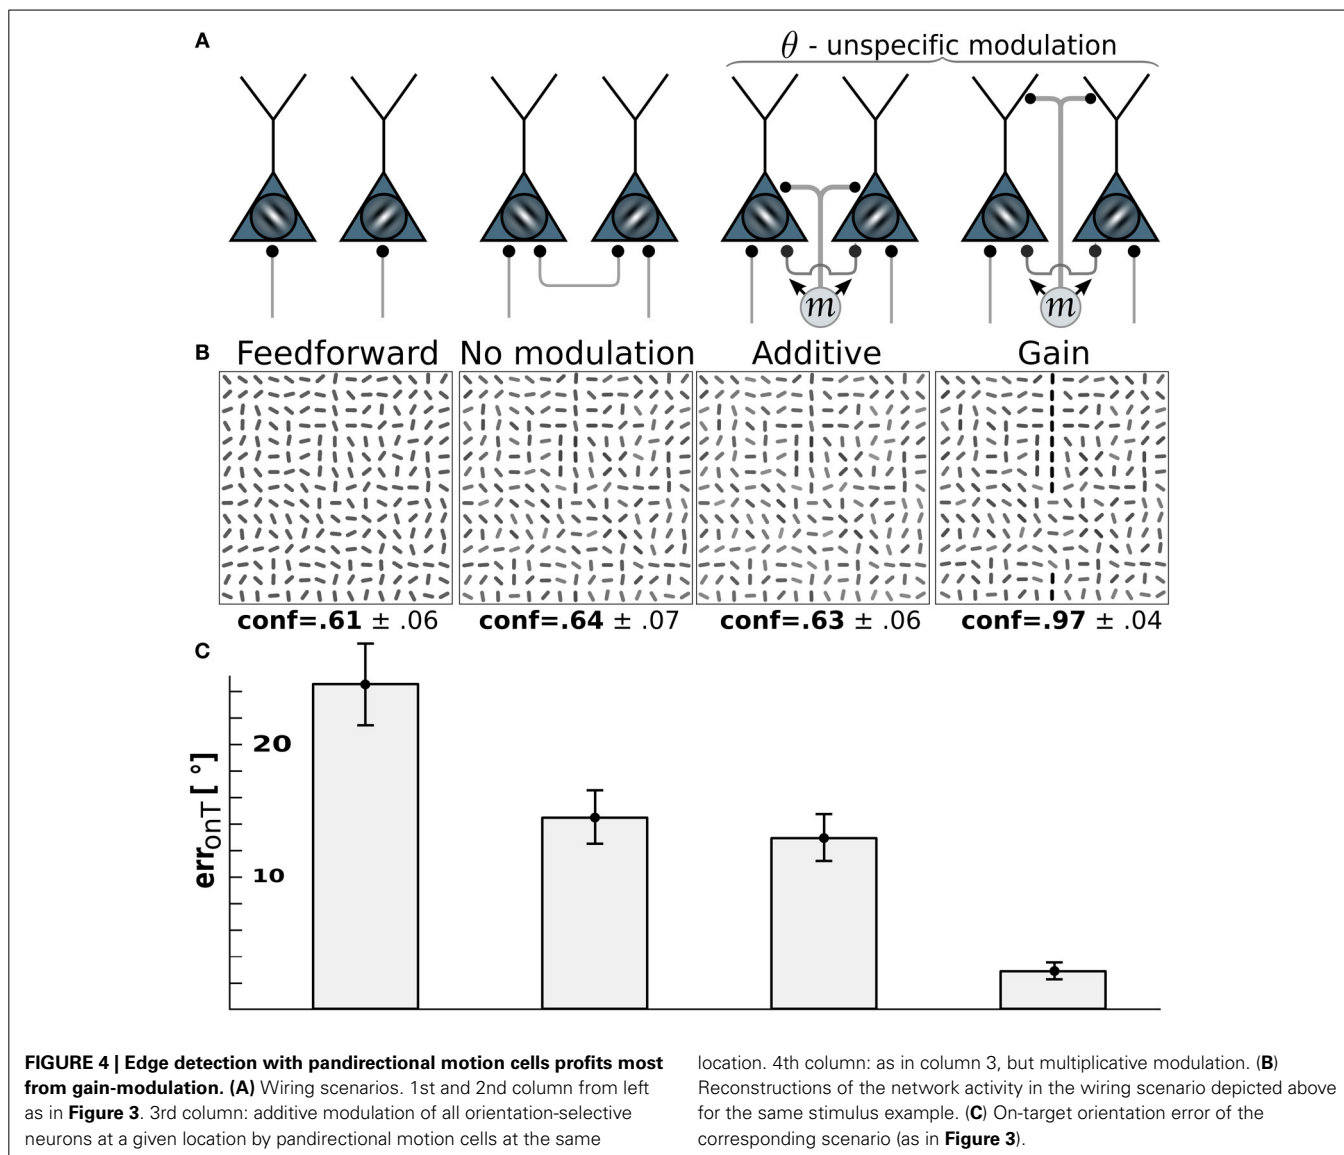 A
θ - unspecific modulation
m
m
B
Feedforward
No modulation
Additive
Gain
conf=.61 ± .06
conf=.64 ± .07
conf=.63 ± .06
conf=.97 ± .04
C
20
10
err onT [ °]
FIGURE 4 | Edge detection with pandirectional motion cells profits most
from gain-modulation. (A) Wiring scenarios. 1st and 2nd column from left
as in Figure 3. 3rd column: additive modulation of all orientation-selective
neurons at a given location by pandirectional motion cells at the same
location. 4th column: as in column 3, but multiplicative modulation. (B)
Reconstructions of the network activity in the wiring scenario depicted above
for the same stimulus example. (C) On-target orientation error of the
corresponding scenario (as in Figure 3).